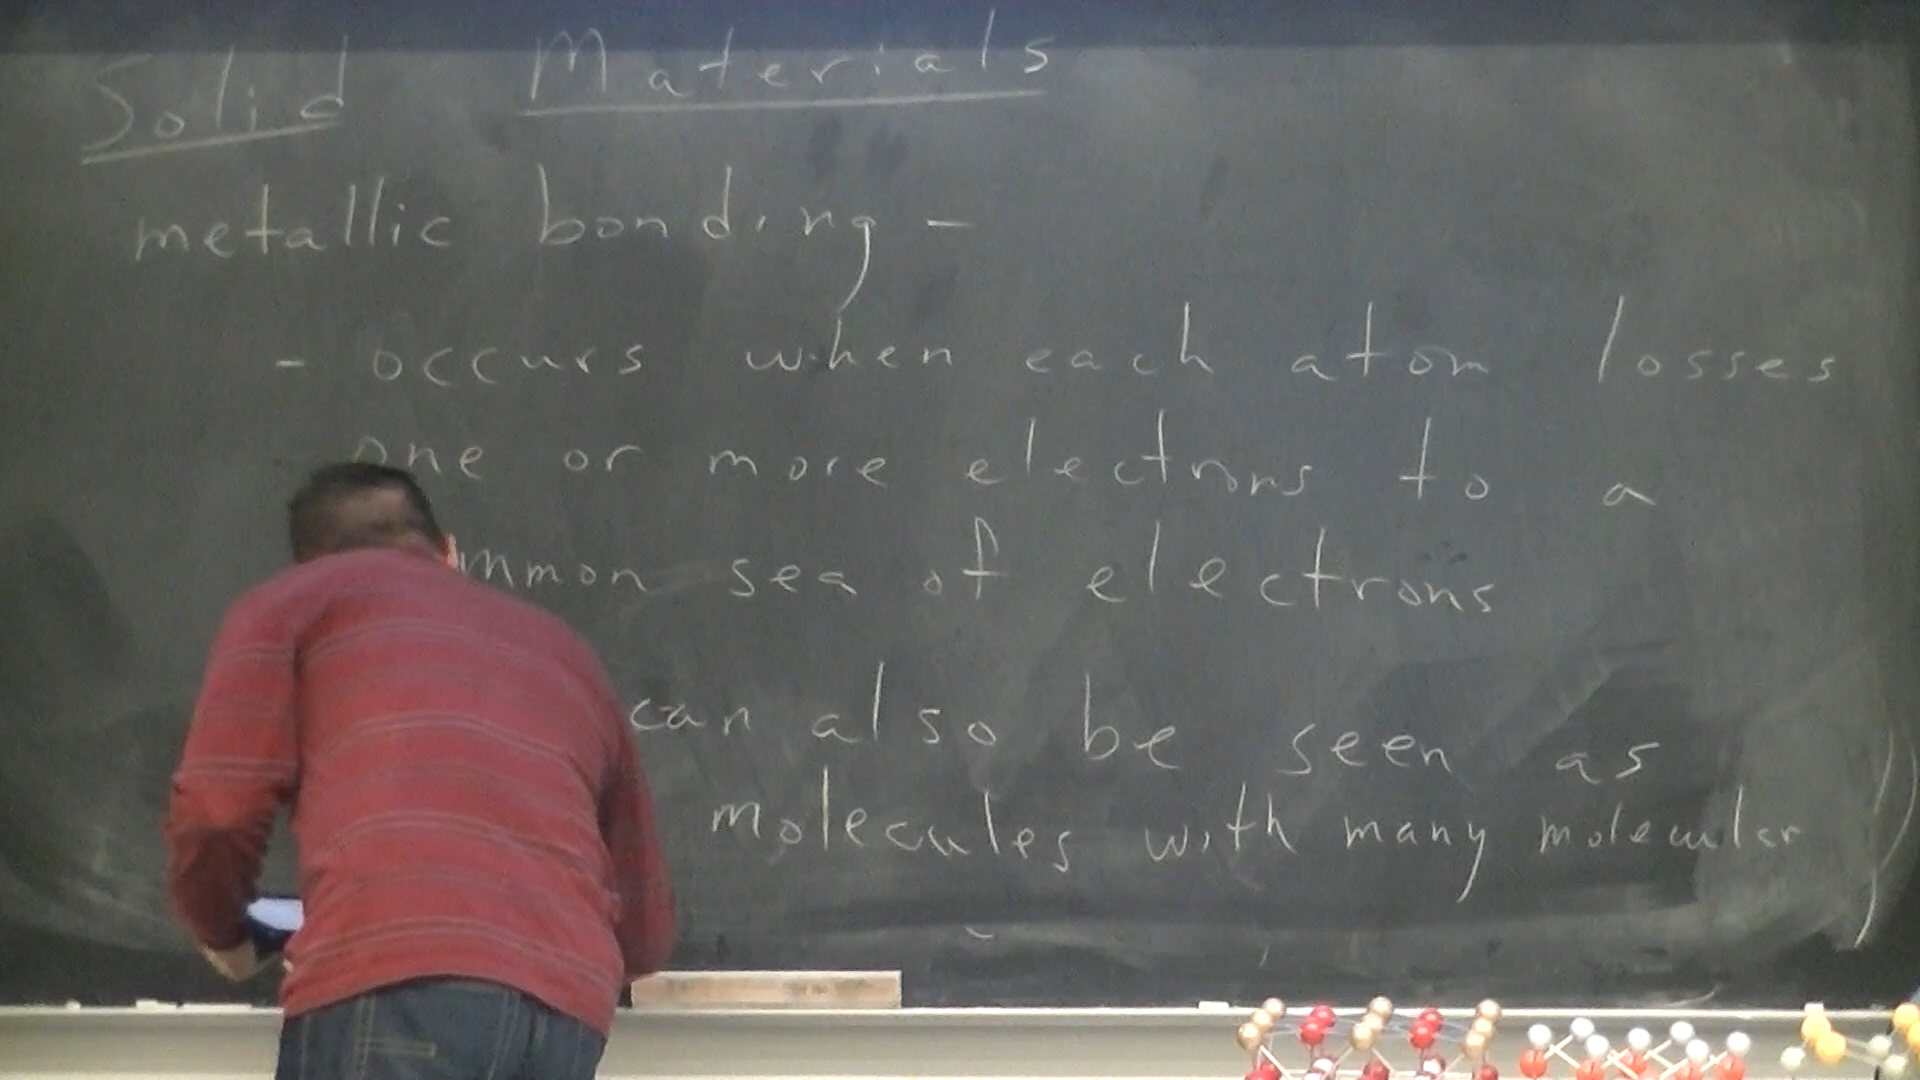 Solid Materials
metallic bonding -
- occurs when each atom losses
one or more electrons to a
mmon sea of electrons
can also be seen as
molecules with many molecular